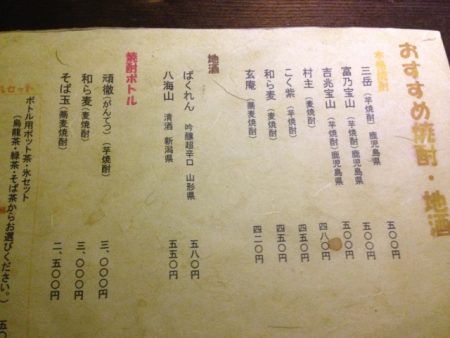 おすすめ焼酎・地酒
本格焼酎
三岳(芋焼酎) 鹿児島県 五〇〇円
富乃宝山(芋焼酎)鹿児島県 五〇〇円
吉兆宝山(芋焼酎)鹿児島県 四八〇円
村主(麦焼酎) 五〇〇円
こく紫(麦焼酎) 四五〇円
和ら麦(麦焼酎) 四五〇円
玄庵(蕎麦焼酎) 四二〇円
地酒
ばくれん 吟醸超辛口 山形県 五八〇円
八海山 清酒 新潟県 五五〇円
焼酎ボトル
頑徹(がんてつ)(芋焼酎) 三、〇〇〇円
和ら麦(麦焼酎) 三、〇〇〇円
そば玉(蕎麦焼酎) 二、五〇〇円
セット
ボトル用ポット茶・氷セット
(烏龍茶・緑茶・そば茶からお選びください。)